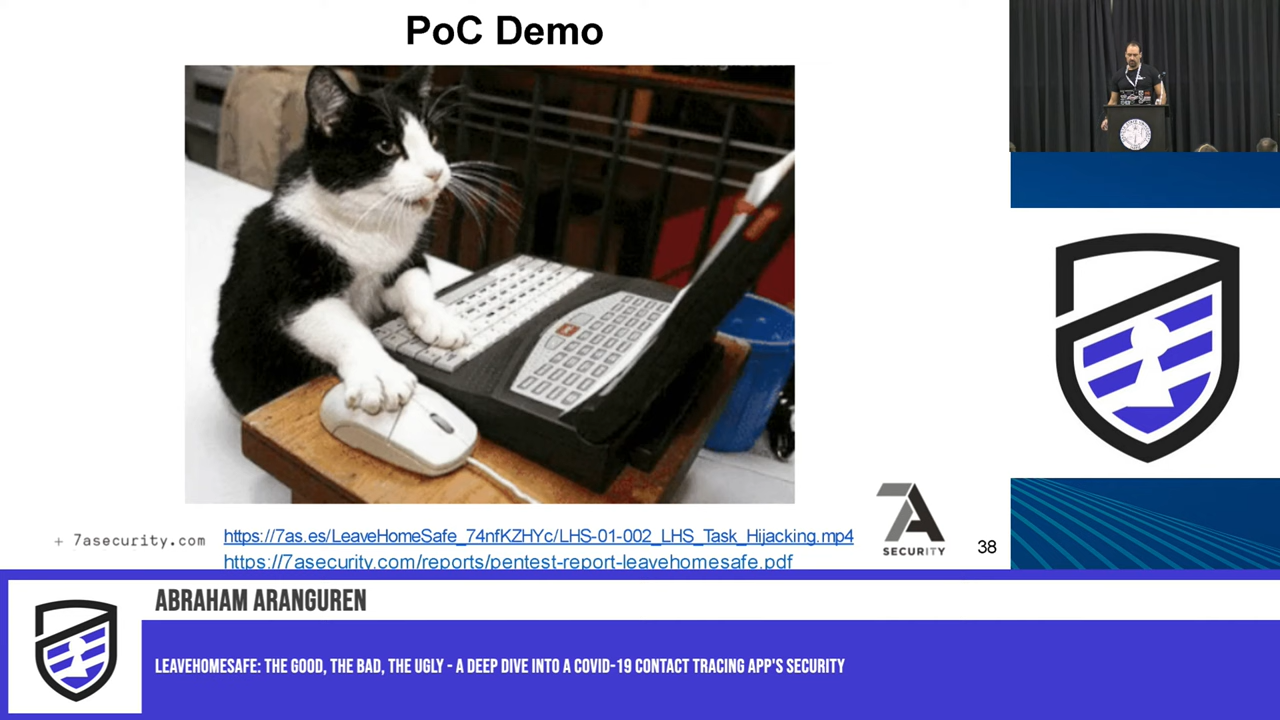 PoC Demo
+ 7asecurity.com
https://7as.es/LeaveHomeSafe_74nfKZHYc/LHS-01-002_LHS_Task_Hijacking.mp4
https://7asecurity.com/reports/pentest-report-leavehomesafe.pdf
7A
SECURITY
38
ABRAHAM ARANGUREN
LEAVEHOMESAFE: THE GOOD, THE BAD, THE UGLY - A DEEP DIVE INTO A COVID-19 CONTACT TRACING APP'S SECURITY